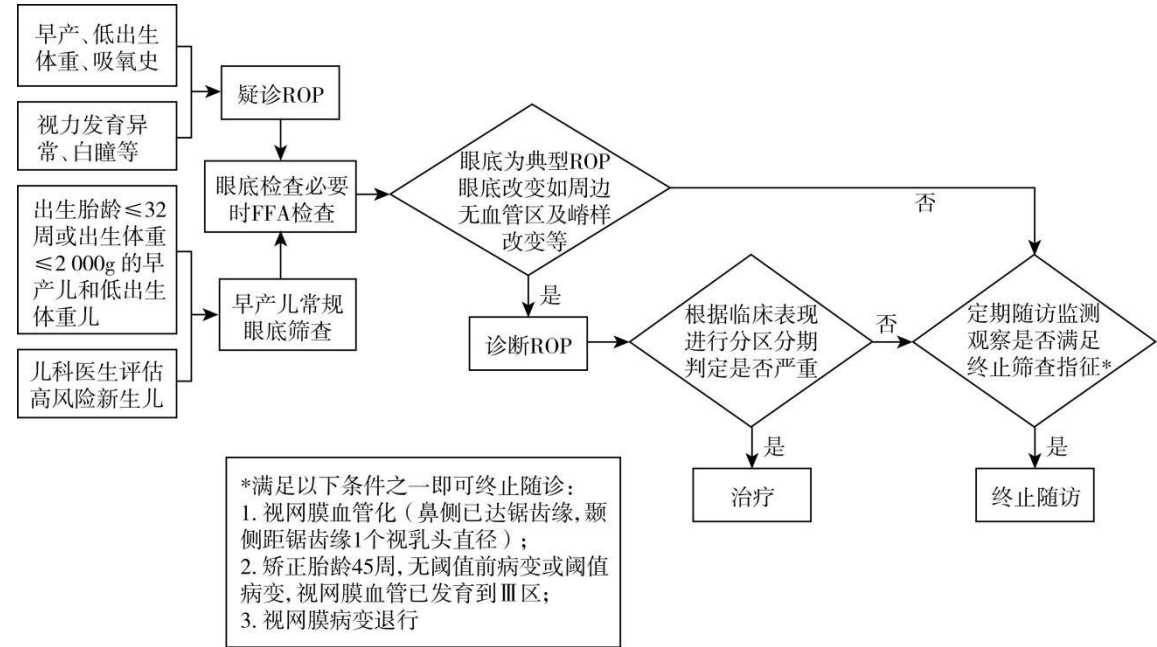 早产、低出生
体重、吸氧史
疑诊ROP
视力发育异
常、白瞳等
眼底检查必要
时FFA检查
眼底为典型ROP
眼底改变如周边
无血管区及嵴样
改变等
否
是
出生胎龄≤32
周或出生体重
≤2 000g 的早
产儿和低出生
体重儿
早产儿常规
眼底筛查
儿科医生评估
高风险新生儿
诊断ROP
根据临床表现
进行分区分期
判定是否严重
否
是
治疗
定期随访监测
观察是否满足
终止筛查指征*
是
终止随访
*满足以下条件之一即可终止随诊：
1. 视网膜血管化（鼻侧已达锯齿缘，颞
侧距锯齿缘1个视乳头直径）；
2. 矫正胎龄45周，无阈值前病变或阈值
病变，视网膜血管已发育到Ⅲ区；
3. 视网膜病变退行